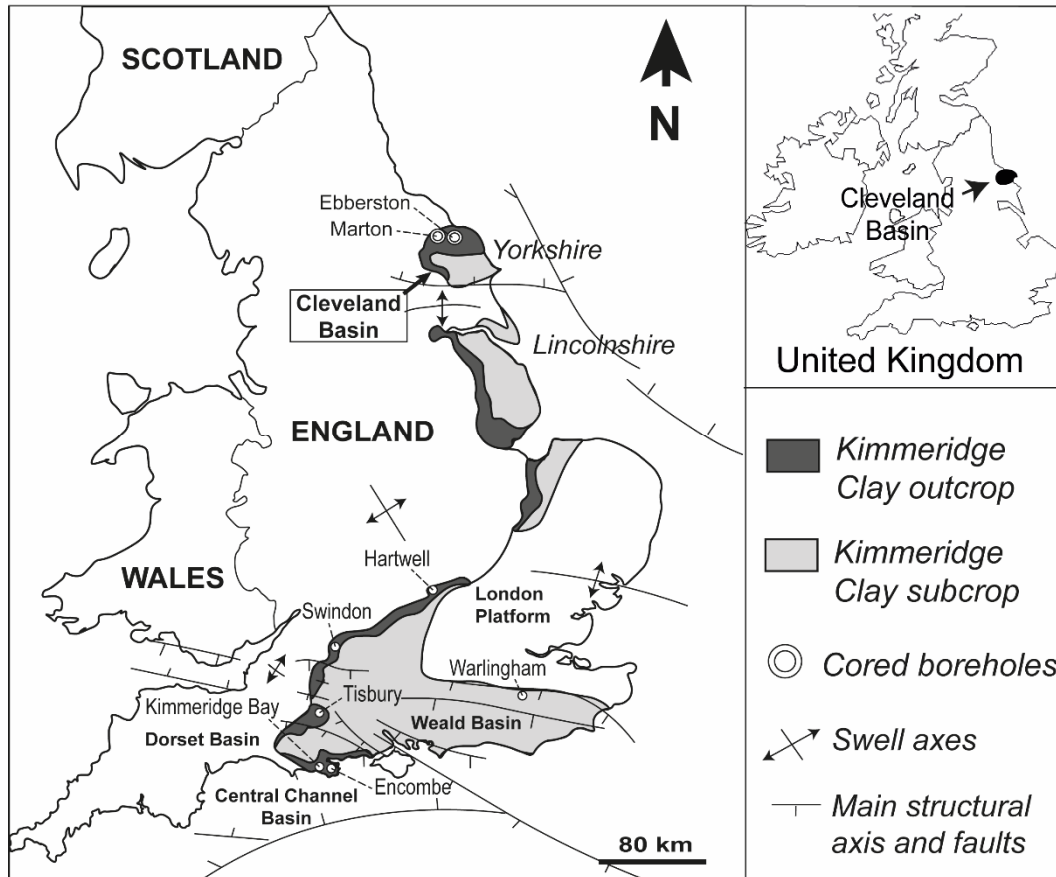 SCOTLAND
N
Ebberston
Marton
Yorkshire
Cleveland
Basin
Lincolnshire
ENGLAND
Hartwell
WALES
London
Platform
Swindon
Warlingham
Tisbury
Kimmeridge Bay
Weald Basin
Dorset Basin
Encombe
Central Channel
Basin
80 km
Cleveland
Basin
United Kingdom
Kimmeridge
Clay outcrop
Kimmeridge
Clay subcrop
Cored boreholes
Swell axes
Main structural
axis and faults